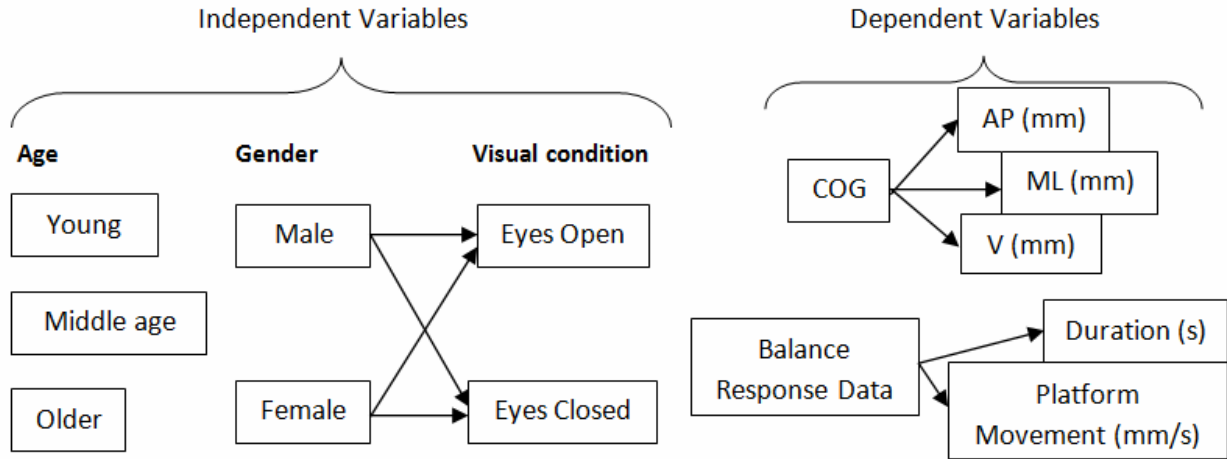 Independent Variables
Dependent Variables
Age
Gender
Visual condition
Young
Middle age
Older
Male
Female
Eyes Open
Eyes Closed
COG
AP (mm)
ML (mm)
V (mm)
Balance
Response Data
Duration (s)
Platform
Movement (mm/s)